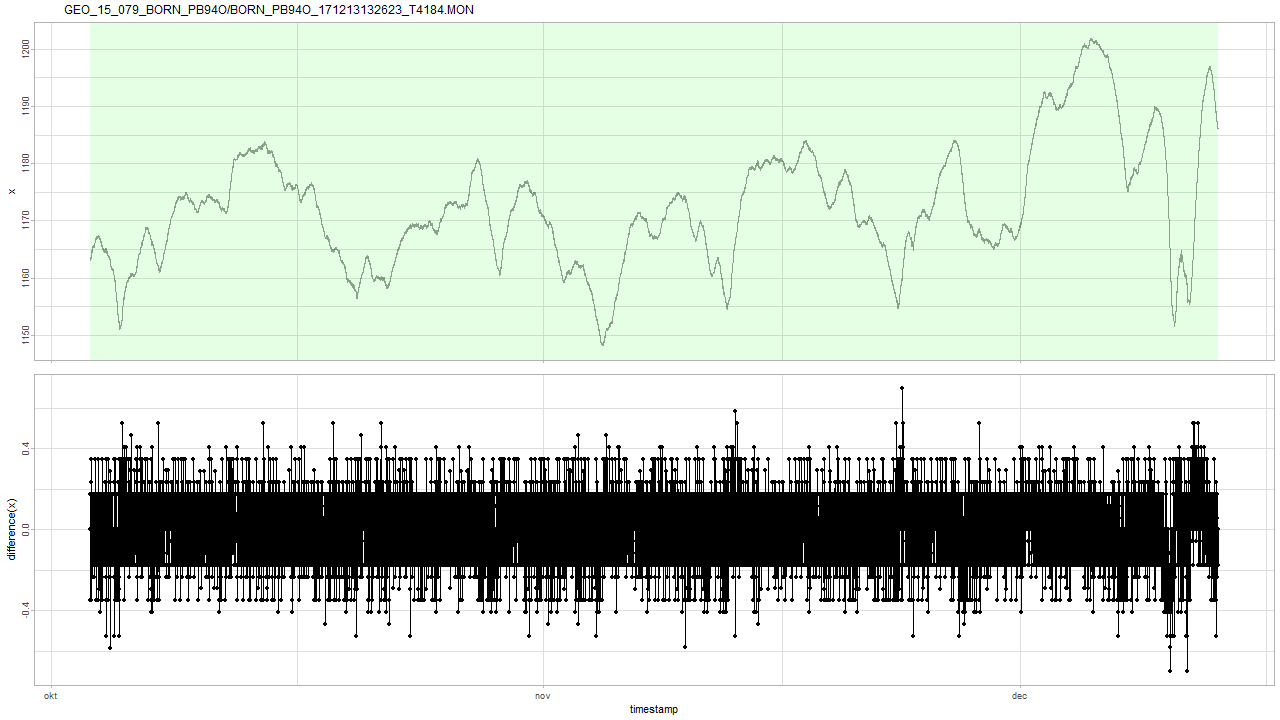 GEO_15_079_BORN_PB94O/BORN_PB94O_171213132623_T4184.MON
1200
1190
1180
1170
1160
1150
x
0.4
0.0
-0.4
difference(x)
okt nov dec
timestamp